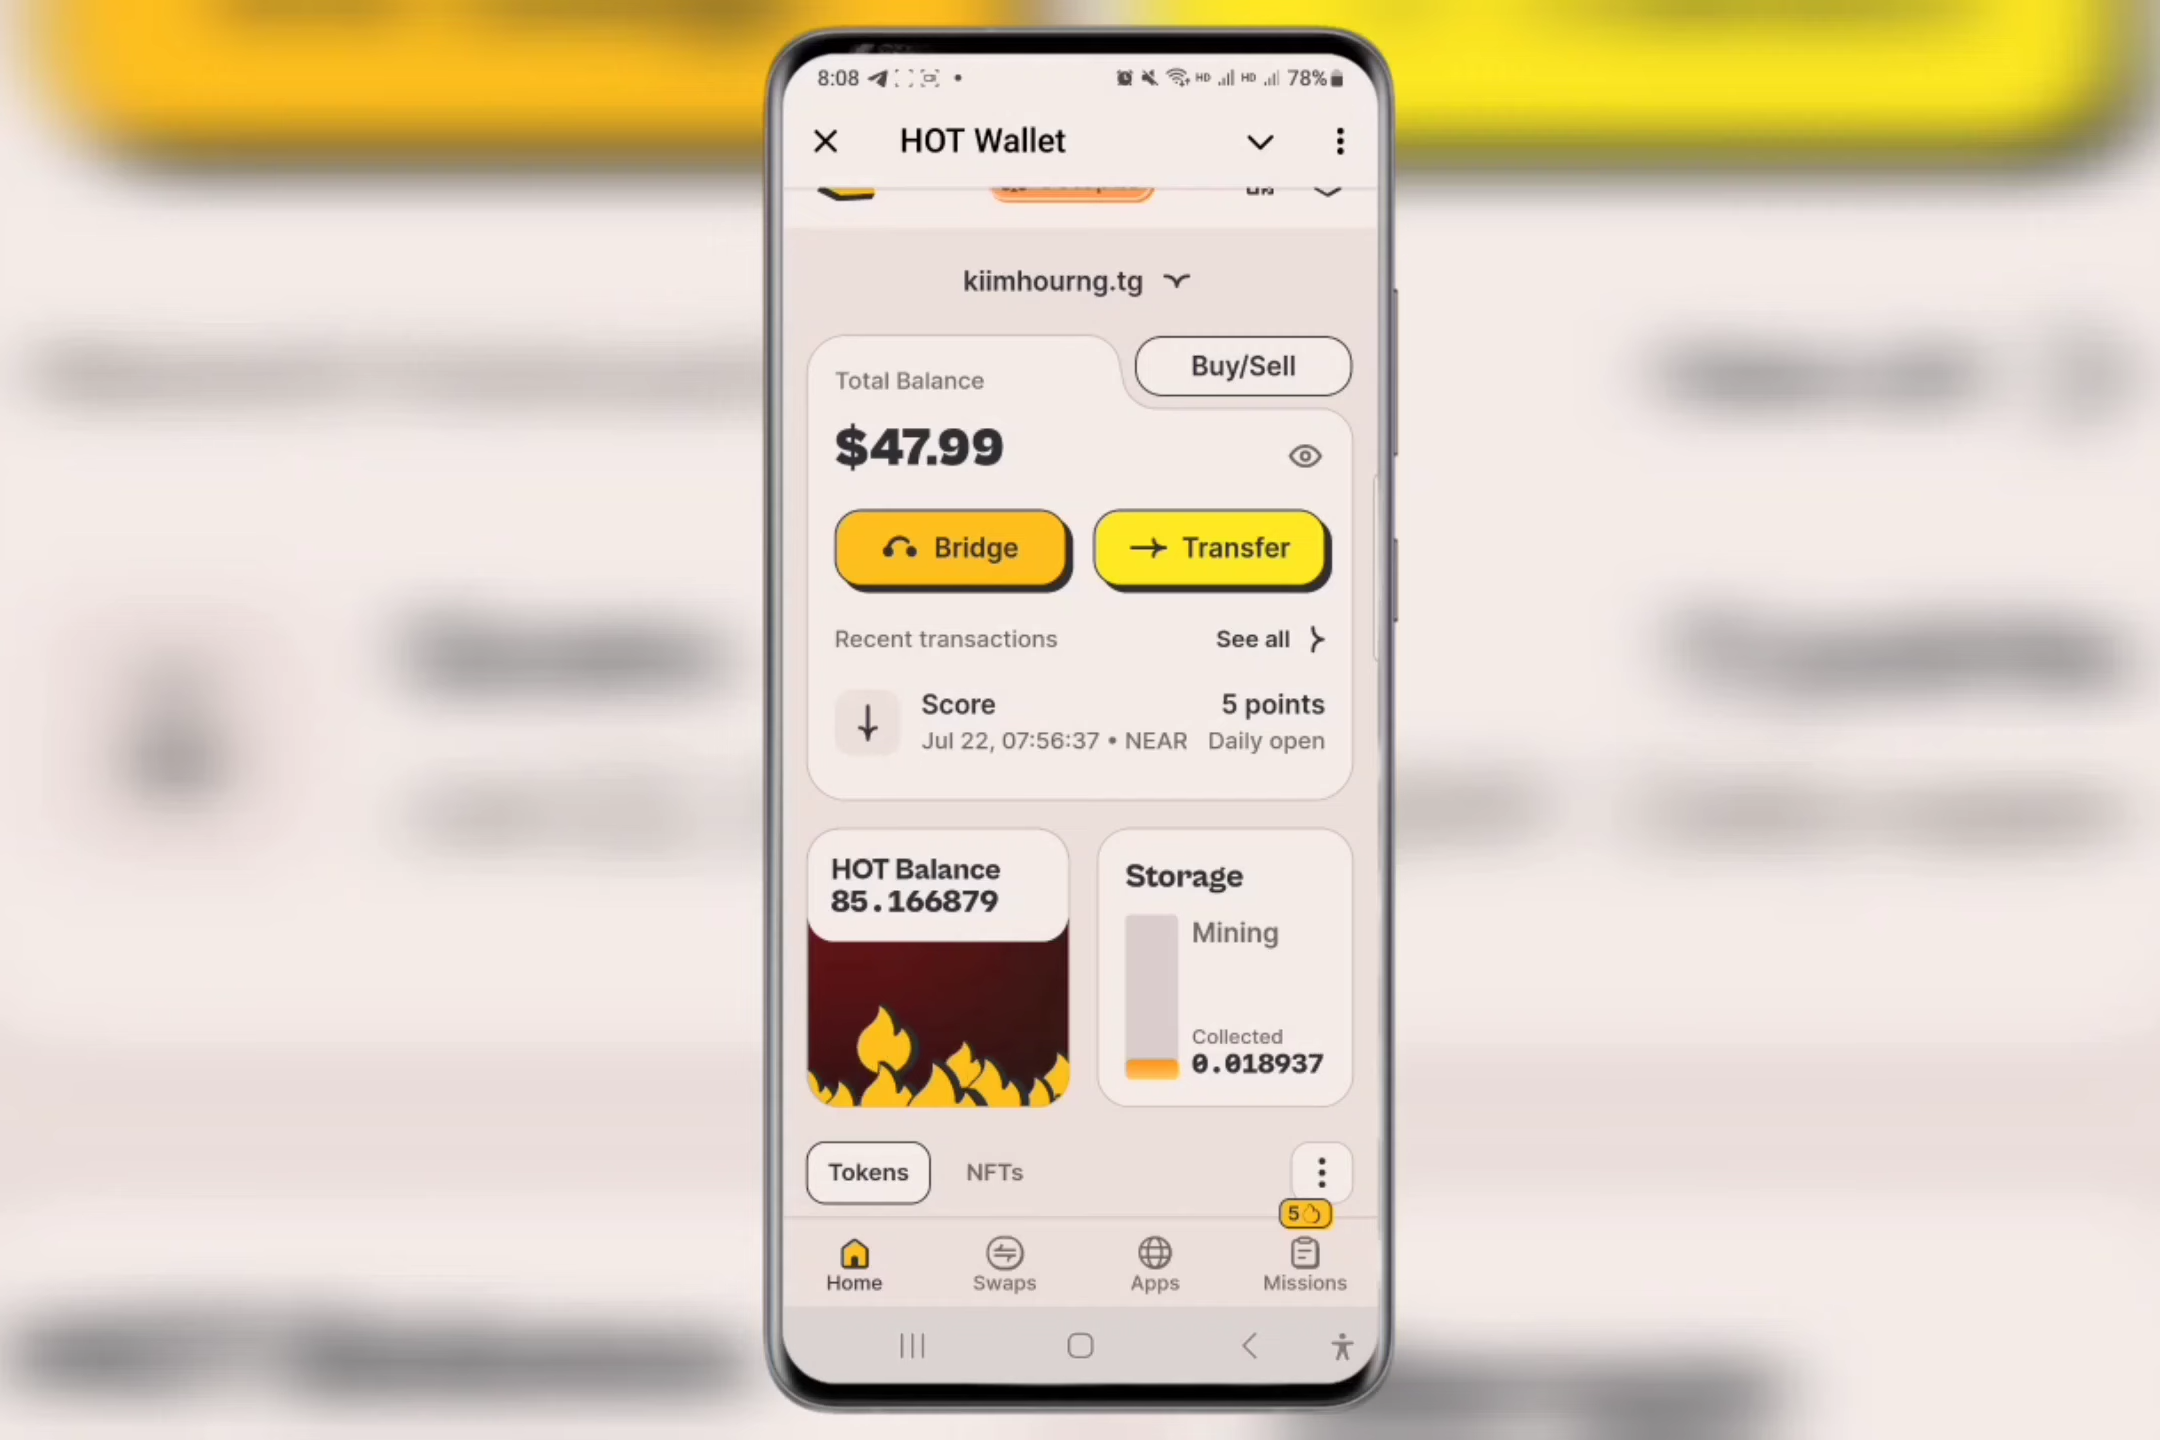 8:08
HD HD 78%
HOT Wallet
kiimhourng.tg
Total Balance
Buy/Sell
$47.99
Bridge
Transfer
Recent transactions
See all
Score
5 points
Jul 22, 07:56:37 • NEAR
Daily open
HOT Balance
85.166879
Storage
Mining
Collected
0.018937
Tokens
NFTs
5
Home
Swaps
Apps
Missions